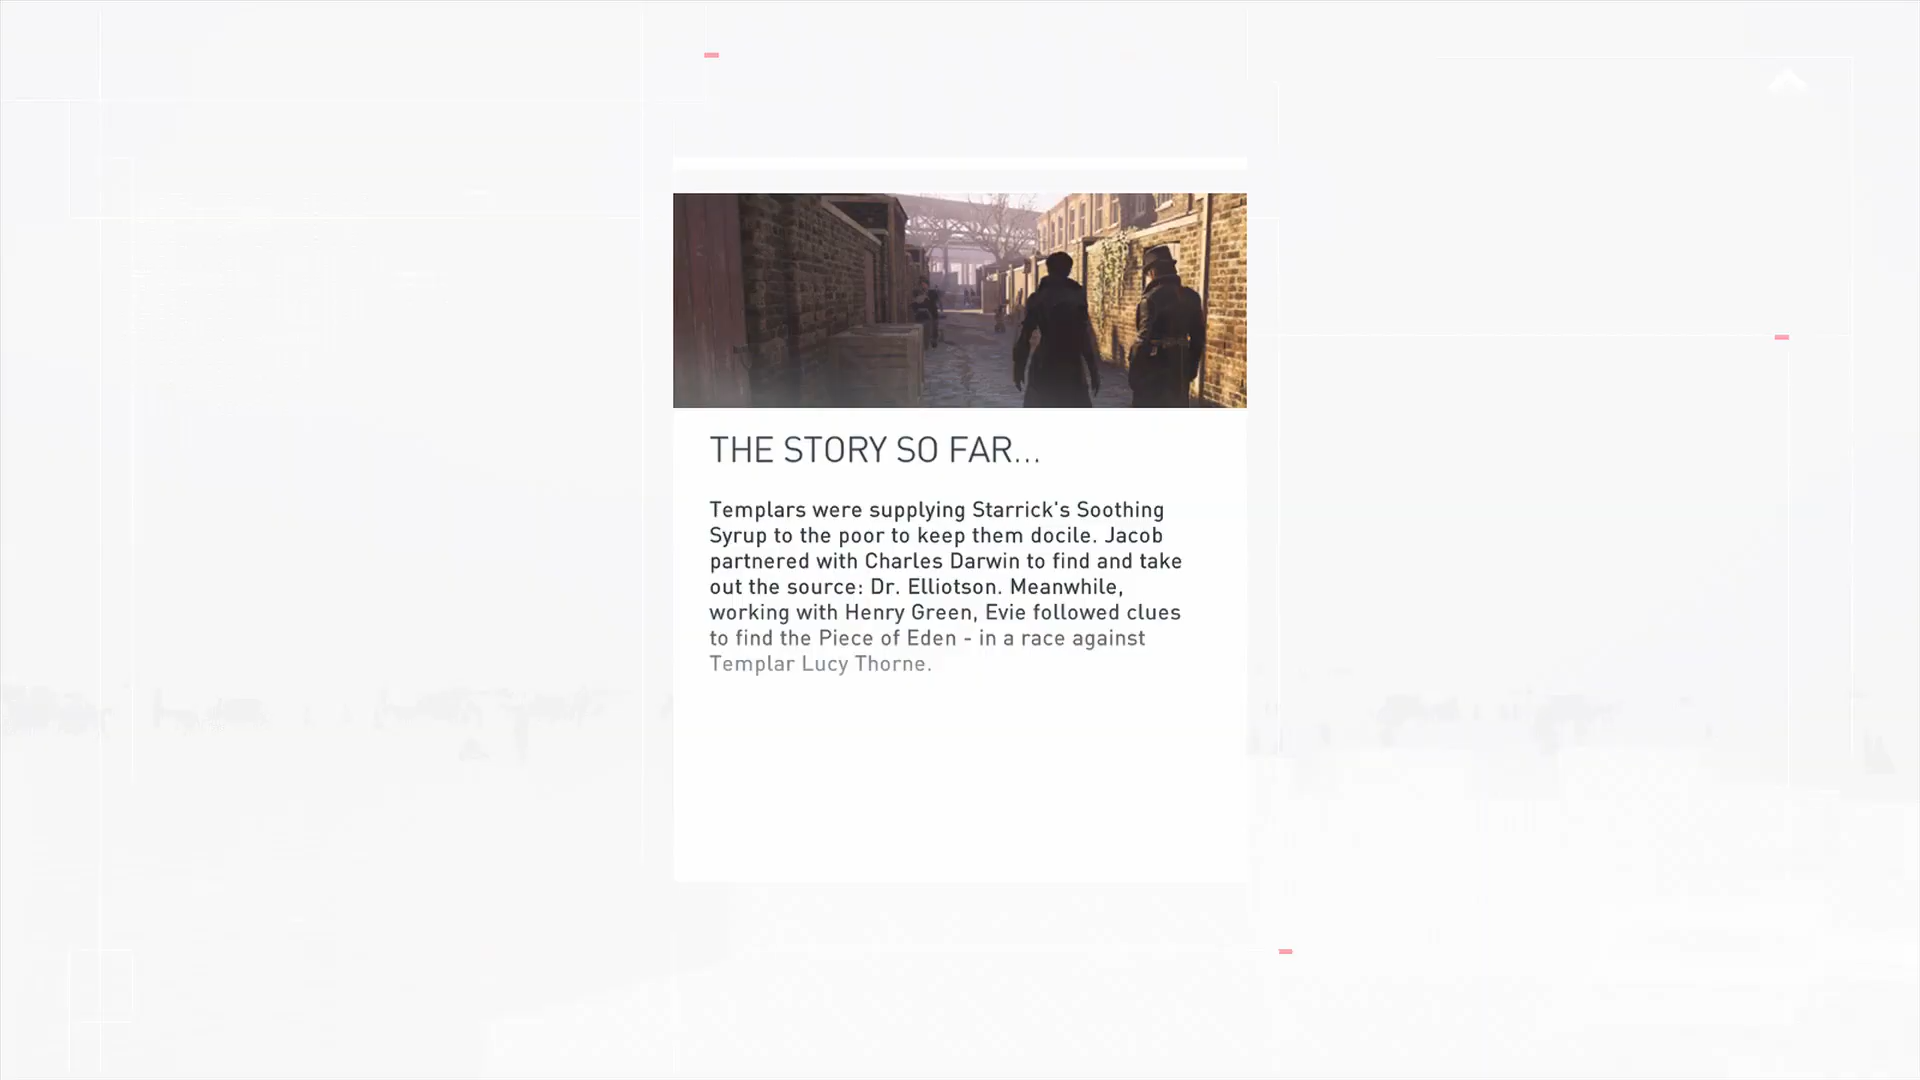 THE STORY SO FAR...
Templars were supplying Starrick's Soothing
Syrup to the poor to keep them docile. Jacob
partnered with Charles Darwin to find and take
out the source: Dr. Elliotson. Meanwhile,
working with Henry Green, Evie followed clues
to find the Piece of Eden - in a race against
Templar Lucy Thorne.